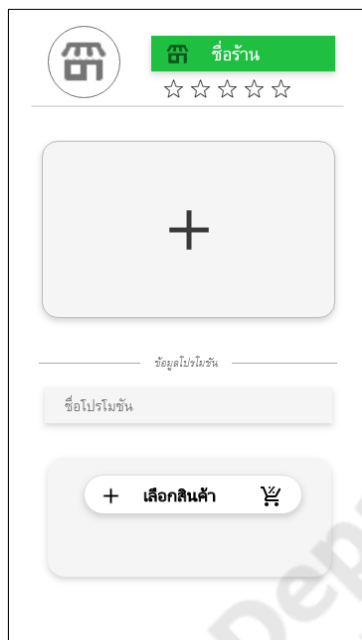 ชื่อร้าน
ข้อมูลโปรโมชัน
ชื่อโปรโมชัน
เลือกสินค้า
Dep